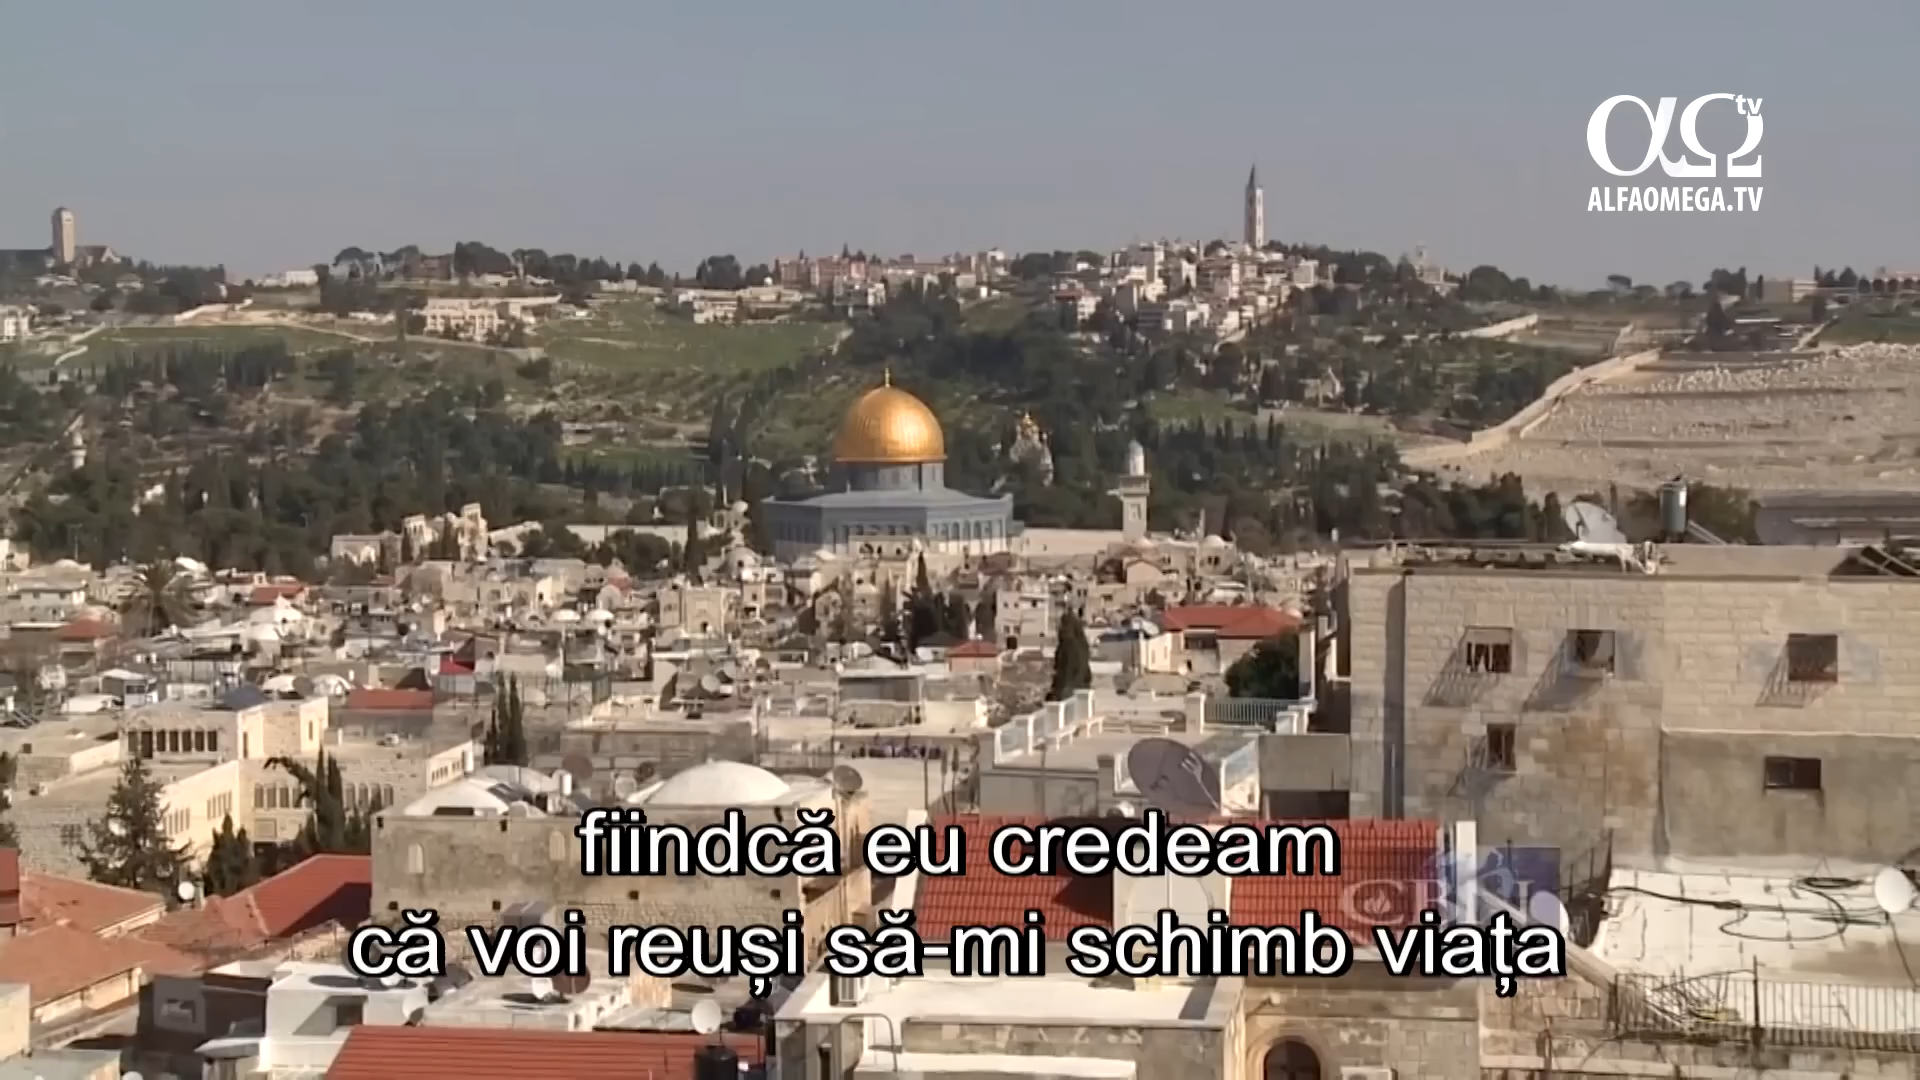 αΩ tv
ALFAOMEGA.TV
fiindcă eu credeam
CBN
că voi reuși să-mi schimb viața